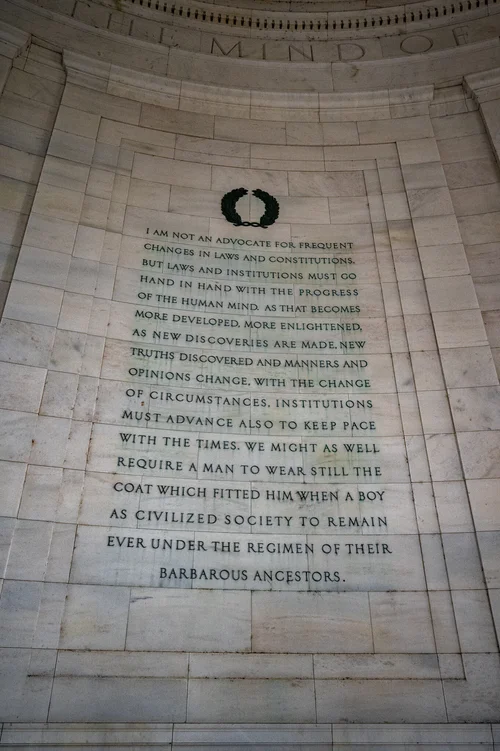 MIND OF
I AM NOT AN ADVOCATE FOR FREQUENT
CHANGES IN LAWS AND CONSTITUTIONS.
BUT LAWS AND INSTITUTIONS MUST GO
HAND IN HAND WITH THE PROGRESS
OF THE HUMAN MIND. AS THAT BECOMES
MORE DEVELOPED, MORE ENLIGHTENED,
AS NEW DISCOVERIES ARE MADE, NEW
TRUTHS DISCOVERED AND MANNERS AND
OPINIONS CHANGE, WITH THE CHANGE
OF CIRCUMSTANCES, INSTITUTIONS
MUST ADVANCE ALSO TO KEEP PACE
WITH THE TIMES. WE MIGHT AS WELL
REQUIRE A MAN TO WEAR STILL THE
COAT WHICH FITTED HIM WHEN A BOY
AS CIVILIZED SOCIETY TO REMAIN
EVER UNDER THE REGIMEN OF THEIR
BARBAROUS ANCESTORS.